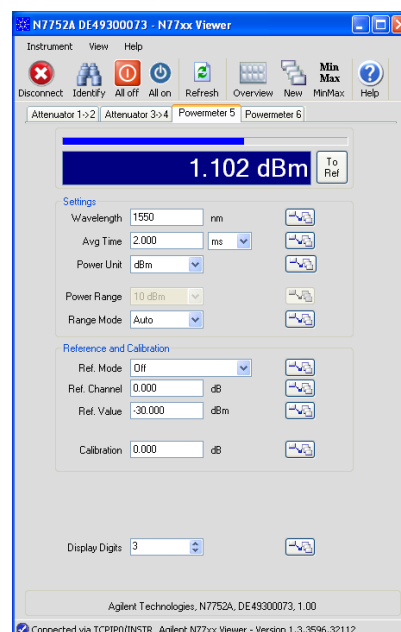 N7752A DE49300073 - N77xx Viewer
Instrument View Help
Disconnect Identify All off All on Refresh Overview New Min Max MinMax Help
Attenuator 1->2 Attenuator 3->4 Powermeter 5 Powermeter 6
1.102 dBm To Ref
Settings
Wavelength 1550 nm
Avg Time 2.000 ms
Power Unit dBm
Power Range 10 dBm
Range Mode Auto
Reference and Calibration
Ref. Mode Off
Ref. Channel 0.000 dB
Ref. Value -30.000 dBm
Calibration 0.000 dB
Display Digits 3
Agilent Technologies, N7752A, DE49300073, 1.00
Connected via TCPIP0/INSTR Agilent N77xx Viewer - Version 1.3.3596.32112